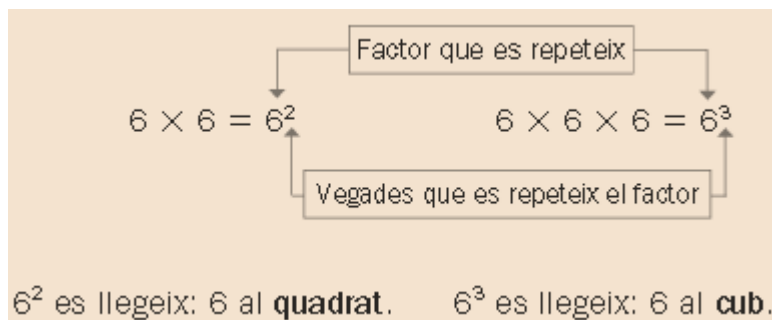 Factor que es repeteix
6 × 6 = 6² 6 × 6 × 6 = 6³
Vegades que es repeteix el factor
6² es llegeix: 6 al quadrat. 6³ es llegeix: 6 al cub.